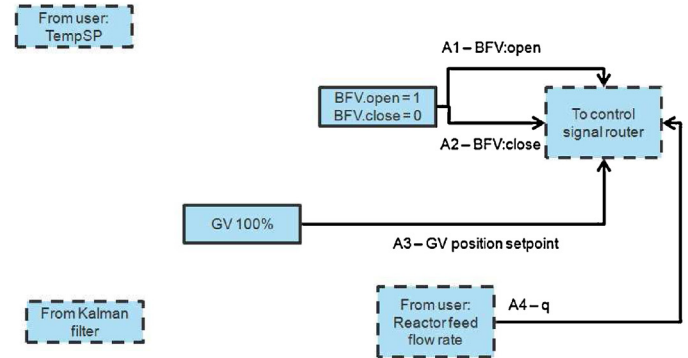 From user:
TempSP
A1 – BFV:open
BFV.open = 1
BFV.close = 0
To control
signal router
A2 – BFV:close
GV 100%
A3 – GV position setpoint
From Kalman
filter
From user:
Reactor feed
flow rate
A4 – q